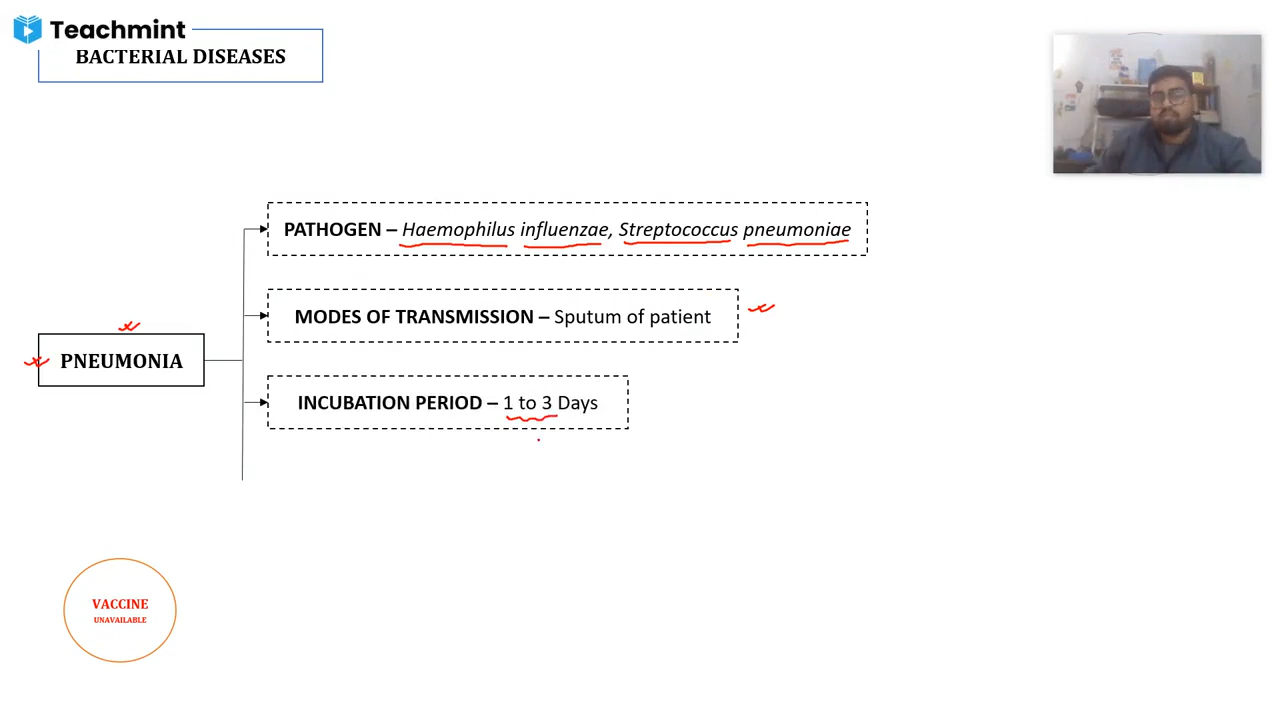 Teachmint
BACTERIAL DISEASES
PATHOGEN – Haemophilus influenzae, Streptococcus pneumoniae
MODES OF TRANSMISSION – Sputum of patient
PNEUMONIA
INCUBATION PERIOD – 1 to 3 Days
VACCINE
UNAVAILABLE